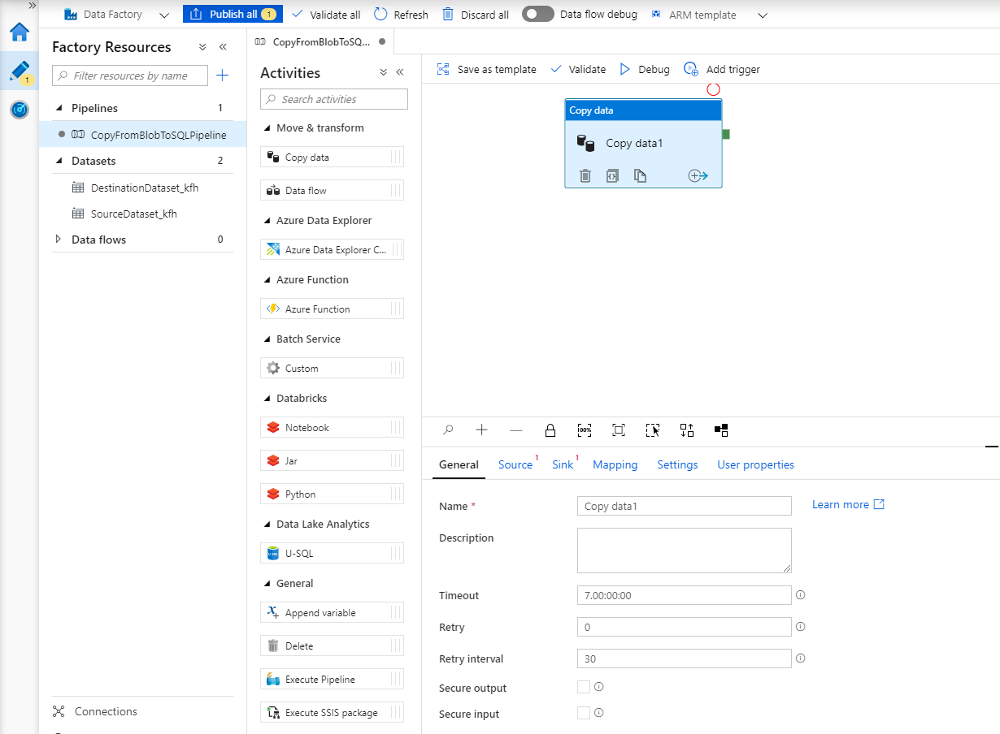 Data Factory
Publish all 1
Validate all
Refresh
Discard all
Data flow debug
ARM template
1
Factory Resources
Filter resources by name
Pipelines 1
CopyFromBlobToSQLPipeline
Datasets 2
DestinationDataset_kfh
SourceDataset_kfh
Data flows 0
Connections
CopyFromBlobToSQ...
Activities
Search activities
Move & transform
Copy data
Data flow
Azure Data Explorer
Azure Data Explorer C...
Azure Function
Azure Function
Batch Service
Custom
Databricks
Notebook
Jar
Python
Data Lake Analytics
U-SQL
General
Append variable
Delete
Execute Pipeline
Execute SSIS package
Save as template
Validate
Debug
Add trigger
Copy data
Copy data1
100%
General
Source 1
Sink 1
Mapping
Settings
User properties
Name * Copy data1
Learn more
Description
Timeout 7.00:00:00
Retry 0
Retry interval 30
Secure output
Secure input